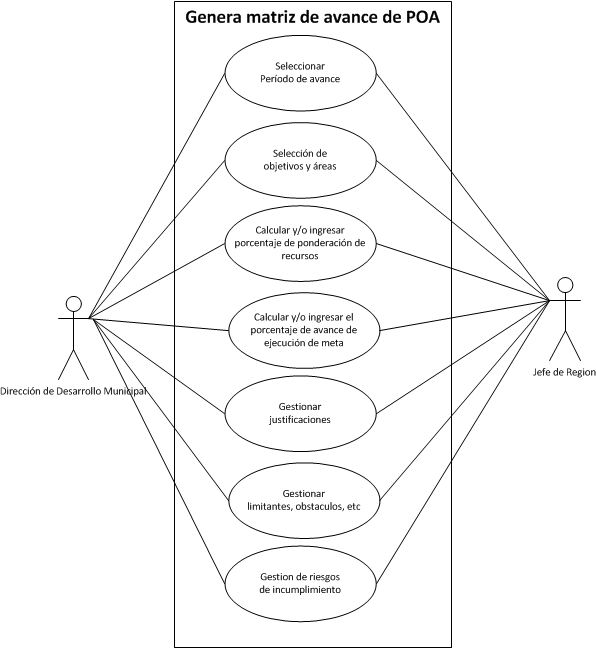 Genera matriz de avance de POA
Seleccionar
Período de avance
Selección de
objetivos y áreas
Calcular y/o ingresar
porcentaje de ponderación de
recursos
Calcular y/o ingresar el
porcentaje de avance de
ejecución de meta
Gestionar
justificaciones
Gestionar
limitantes, obstaculos, etc
Gestion de riesgos
de incumplimiento
Dirección de Desarrollo Municipal
Jefe de Region